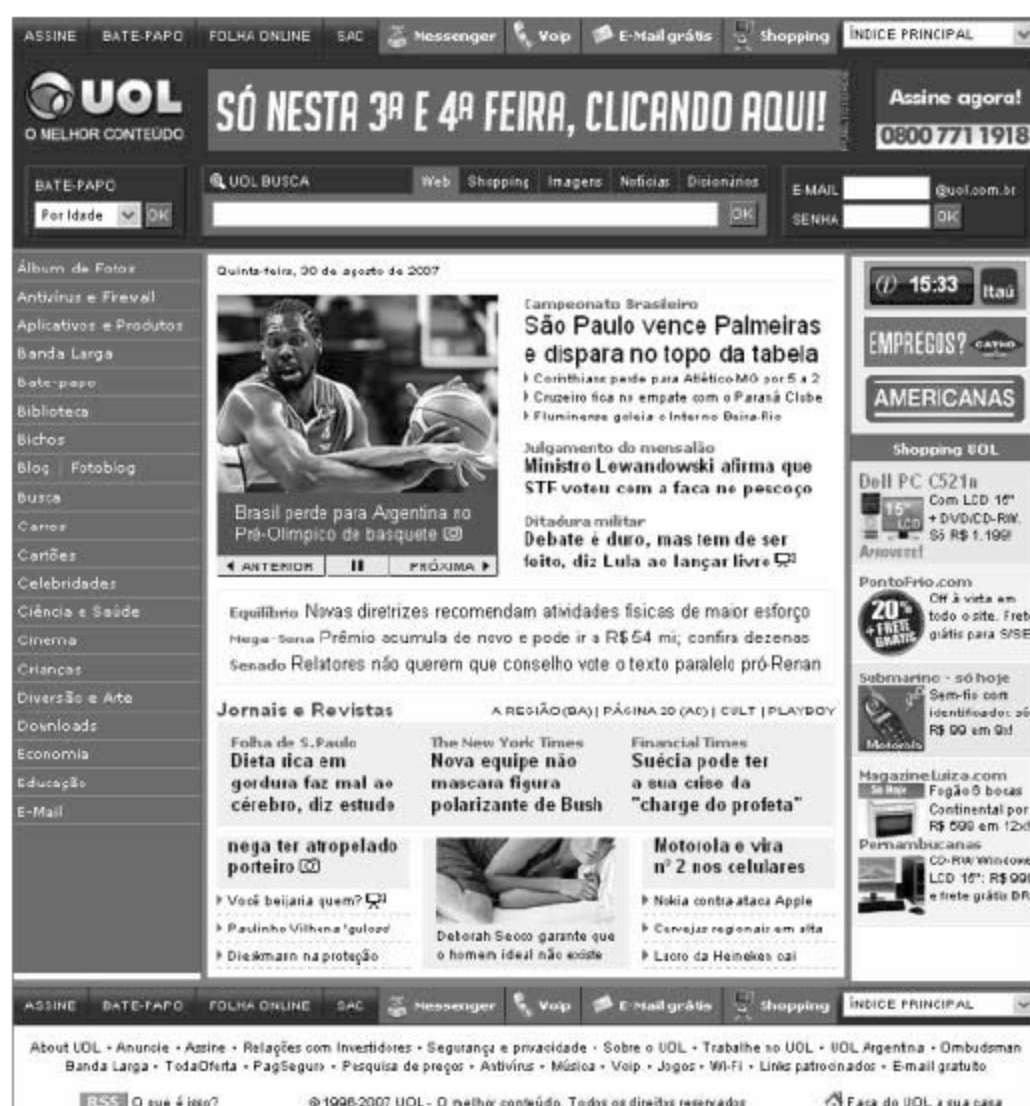 ASSINE BATE-PAPO FOLHA ONLINE SAC Messenger Voip E-Mail grátis Shopping ÍNDICE PRINCIPAL
UOL
O MELHOR CONTEÚDO
SÓ NESTA 3ª E 4ª FEIRA, CLICANDO AQUI!
Assine agora!
0800 771 1918
BATE-PAPO
Por Idade OK
UOL BUSCA Web Shopping Imagens Notícias Dicionários
OK
E-MAIL @uol.com.br
SENHA OK
Álbum de Fotos
Antivírus e Firewall
Aplicativos e Produtos
Banda Larga
Bate-papo
Biblioteca
Bichos
Blog | Fotoblog
Busca
Carros
Cartões
Celebridades
Ciência e Saúde
Cinema
Crianças
Diversão e Arte
Downloads
Economia
Educação
E-Mail
Quinta-feira, 30 de agosto de 2007
Brasil perde para Argentina no
Pré-Olímpico de basquete
ANTERIOR PRÓXIMA
Campeonato Brasileiro
São Paulo vence Palmeiras
e dispara no topo da tabela
Corinthians perde para Atlético-MG por 5 a 2
Cruzeiro fica no empate com o Paraná Clube
Fluminense goleia o Inter no Beira-Rio
Julgamento do mensalão
Ministro Lewandowski afirma que
STF votou com a faca no pescoço
Ditadura militar
Debate é duro, mas tem de ser
feito, diz Lula ao lançar livro
Equilíbrio Novas diretrizes recomendam atividades físicas de maior esforço
Mega-Sena Prêmio acumula de novo e pode ir a R$ 54 mi; confira dezenas
Senado Relatores não querem que conselho vote o texto paralelo pró-Renan
Jornais e Revistas A REGIÃO (BA) | PÁGINA 20 (AC) | CULT | PLAYBOY
Folha de S.Paulo
Dieta rica em
gordura faz mal ao
cérebro, diz estudo
The New York Times
Nova equipe não
mascara figura
polarizante de Bush
Financial Times
Suécia pode ter
a sua crise da
"charge do profeta"
nega ter atropelado
porteiro
Você beijaria quem?
Paulinho Vilhena 'guloso'
Dieckmann na proteção
Deborah Secco garante que
o homem ideal não existe
Motorola e vira
nº 2 nos celulares
Nokia contra-ataca Apple
Cervejas regionais em alta
Lucro da Heineken cai
15:33 Itaú
EMPREGOS? CATHO
AMERICANAS
Shopping UOL
Dell PC C521n
Com LCD 15"
+ DVD/CD-RW.
Só R$ 1.199!
Aproveite!
PontoFrio.com
20%
+ FRETE
GRÁTIS
Off à vista em
todo o site. Frete
grátis para S/SE
Submarino - só hoje
Sem-fio com
identificador só
R$ 99 em 9x!
Motorola
MagazineLuiza.com
Só Hoje
Fogão 6 bocas
Continental por
R$ 599 em 12x!
Pernambucanas
CD-RW Windows
LCD 15": R$ 999
e frete grátis BR
ASSINE BATE-PAPO FOLHA ONLINE SAC Messenger Voip E-Mail grátis Shopping ÍNDICE PRINCIPAL
About UOL • Anuncie • Assine • Relações com Investidores • Segurança e privacidade • Sobre o UOL • Trabalhe no UOL • UOL Argentina • Ombudsman
Banda Larga • TodaOferta • PagSeguro • Pesquisa de preços • Antivírus • Música • Voip • Jogos • Wi-Fi • Links patrocinados • E-mail gratuito
RSS O que é isso? © 1996-2007 UOL - O melhor conteúdo. Todos os direitos reservados Faça do UOL a sua casa